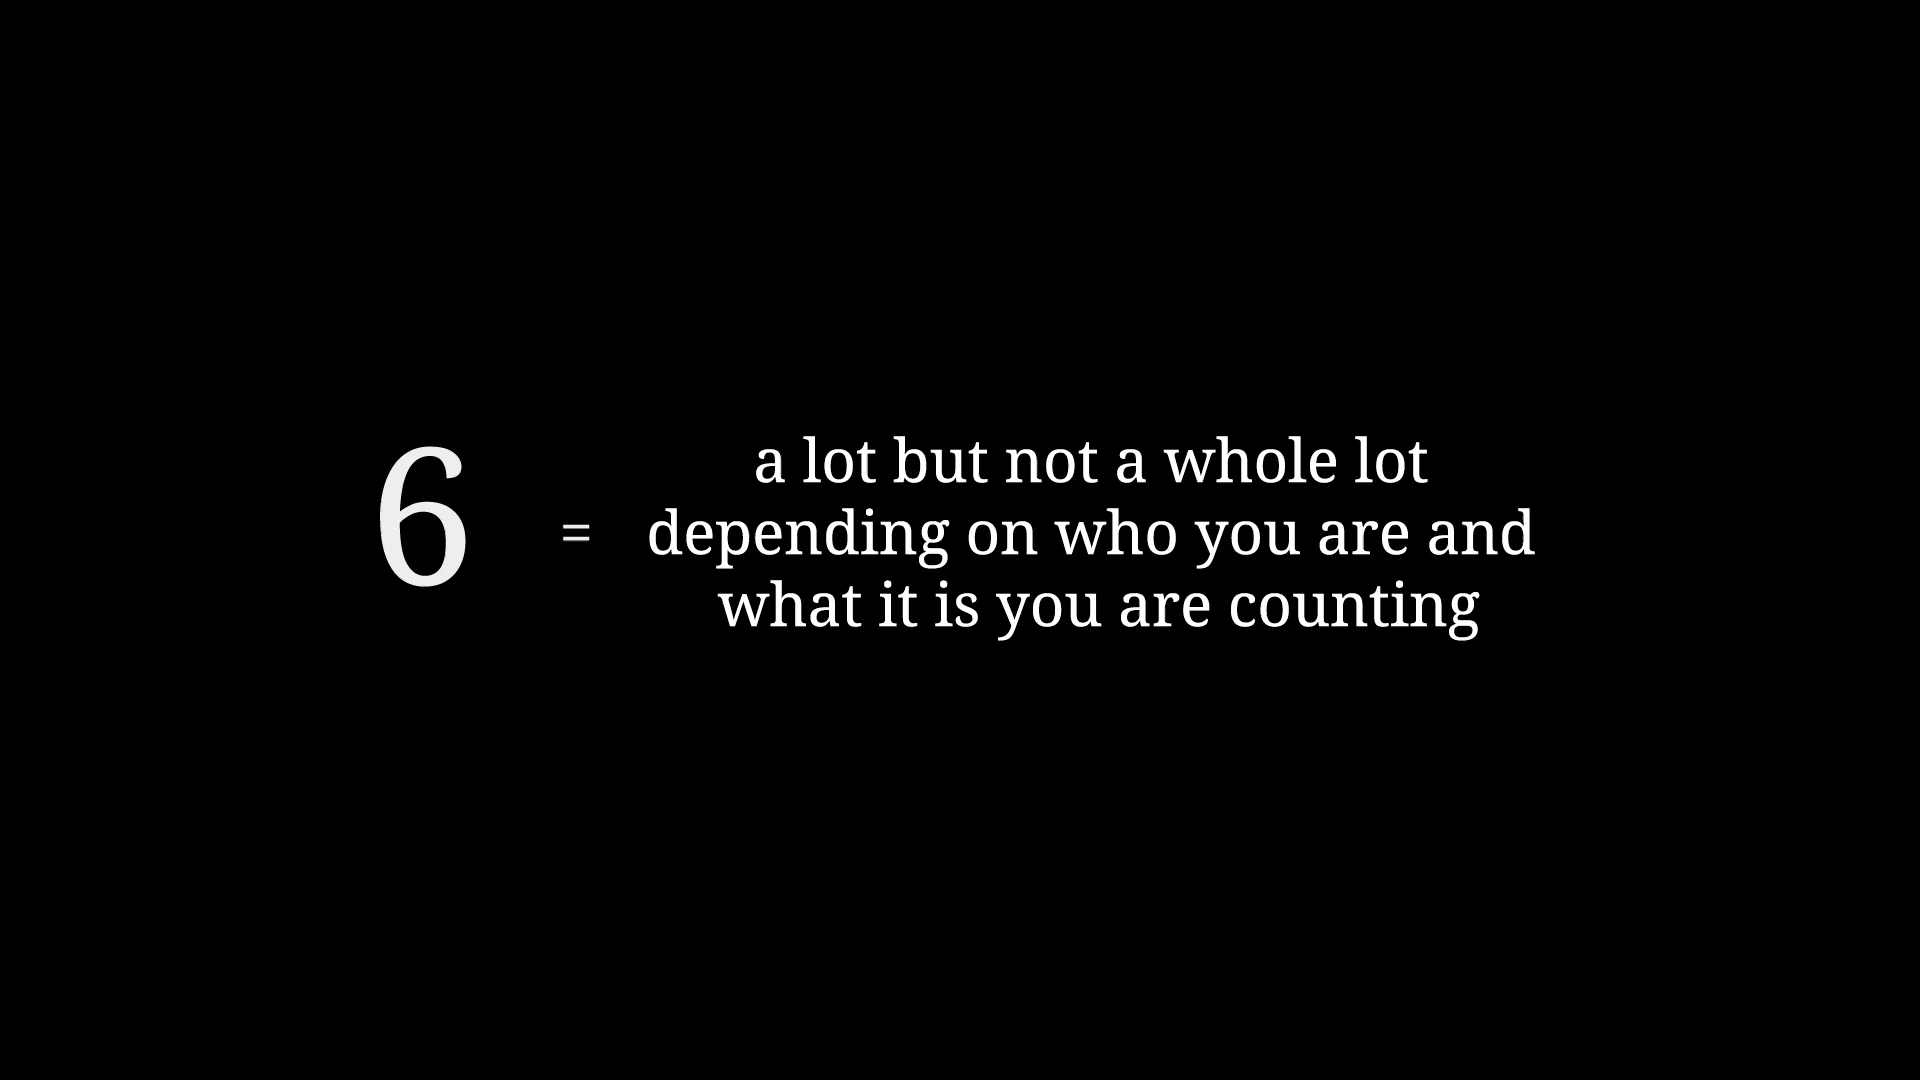 6 = a lot but not a whole lot
depending on who you are and
what it is you are counting